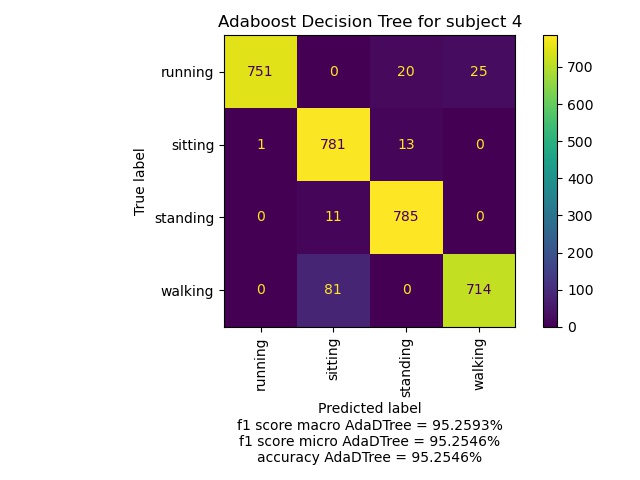 Adaboost Decision Tree for subject 4
running 751 0 20 25
sitting 1 781 13 0
standing 0 11 785 0
walking 0 81 0 714
True label
running sitting standing walking
Predicted label
f1 score macro AdaDTree = 95.2593%
f1 score micro AdaDTree = 95.2546%
accuracy AdaDTree = 95.2546%
700
600
500
400
300
200
100
0